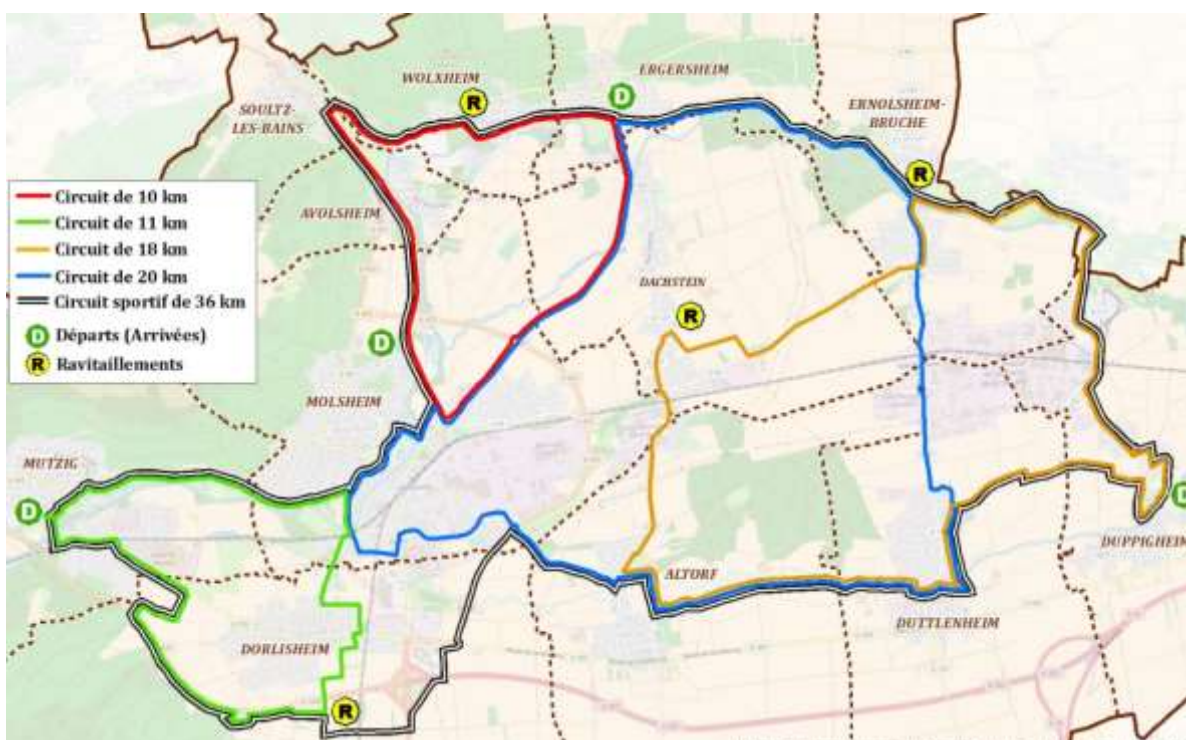 WOLXHEIM
ERGERSHEIM
D
R
SOULTZ-
LES-BAINS
ERNOLSHEIM-
BRUCHE
R
Circuit de 10 km
Circuit de 11 km
Circuit de 18 km
Circuit de 20 km
Circuit sportif de 36 km
D Départs (Arrivées)
R Ravitaillements
AVOLSHEIM
DACHSTEIN
R
D
MOLSHEIM
MUTZIG
D
D
DUPPIGHEIM
ALTORF
DUTTLENHEIM
DORLISHEIM
R